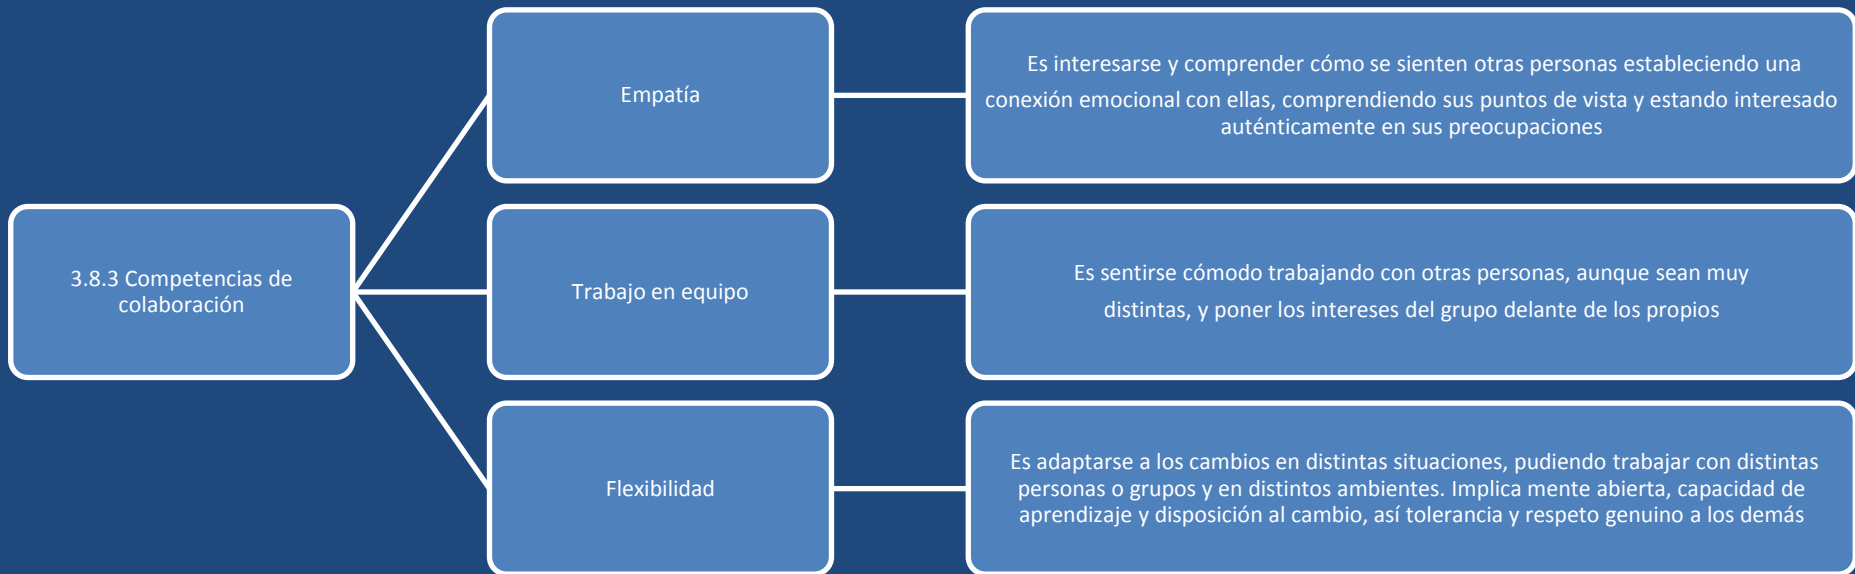 3.8.3 Competencias de
colaboración
Empatía
Es interesarse y comprender cómo se sienten otras personas estableciendo una
conexión emocional con ellas, comprendiendo sus puntos de vista y estando interesado
auténticamente en sus preocupaciones
Trabajo en equipo
Es sentirse cómodo trabajando con otras personas, aunque sean muy
distintas, y poner los intereses del grupo delante de los propios
Flexibilidad
Es adaptarse a los cambios en distintas situaciones, pudiendo trabajar con distintas
personas o grupos y en distintos ambientes. Implica mente abierta, capacidad de
aprendizaje y disposición al cambio, así tolerancia y respeto genuino a los demás